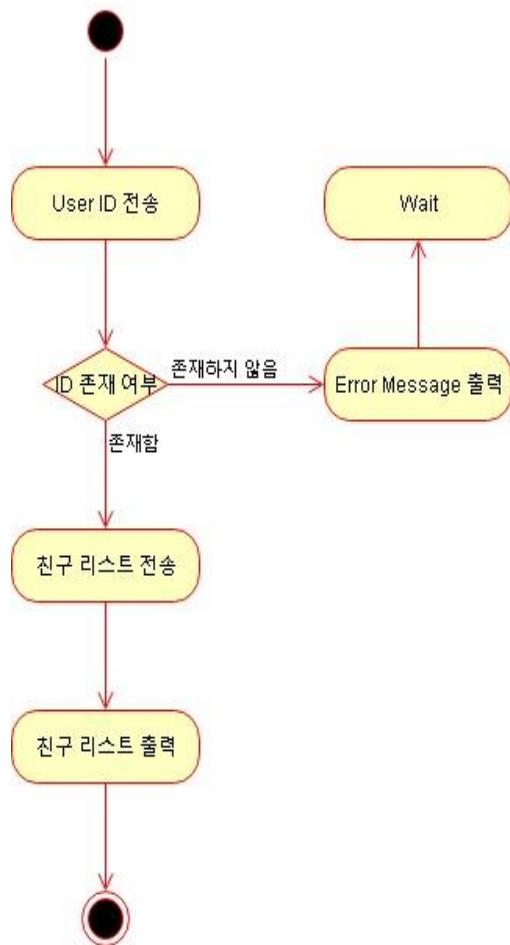 User ID 전송
Wait
ID 존재 여부
존재하지 않음
Error Message 출력
존재함
친구 리스트 전송
친구 리스트 출력